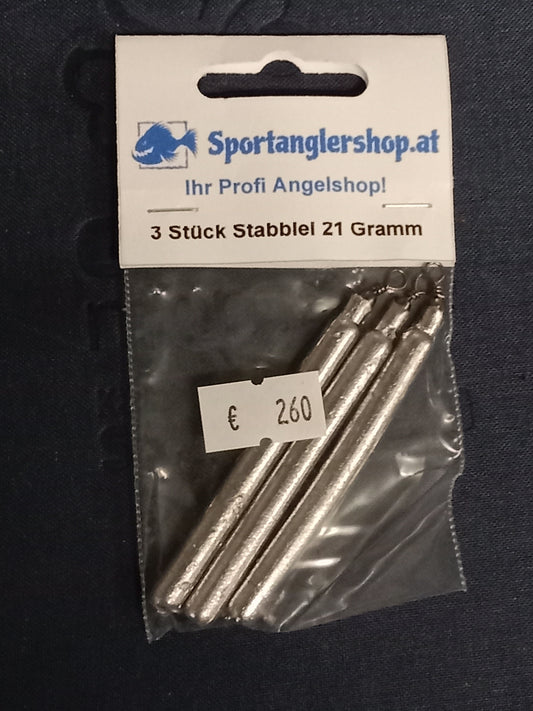 Sportanglershop.at
Ihr Profi Angelshop!
3 Stück Stabblei 21 Gramm
€ 260